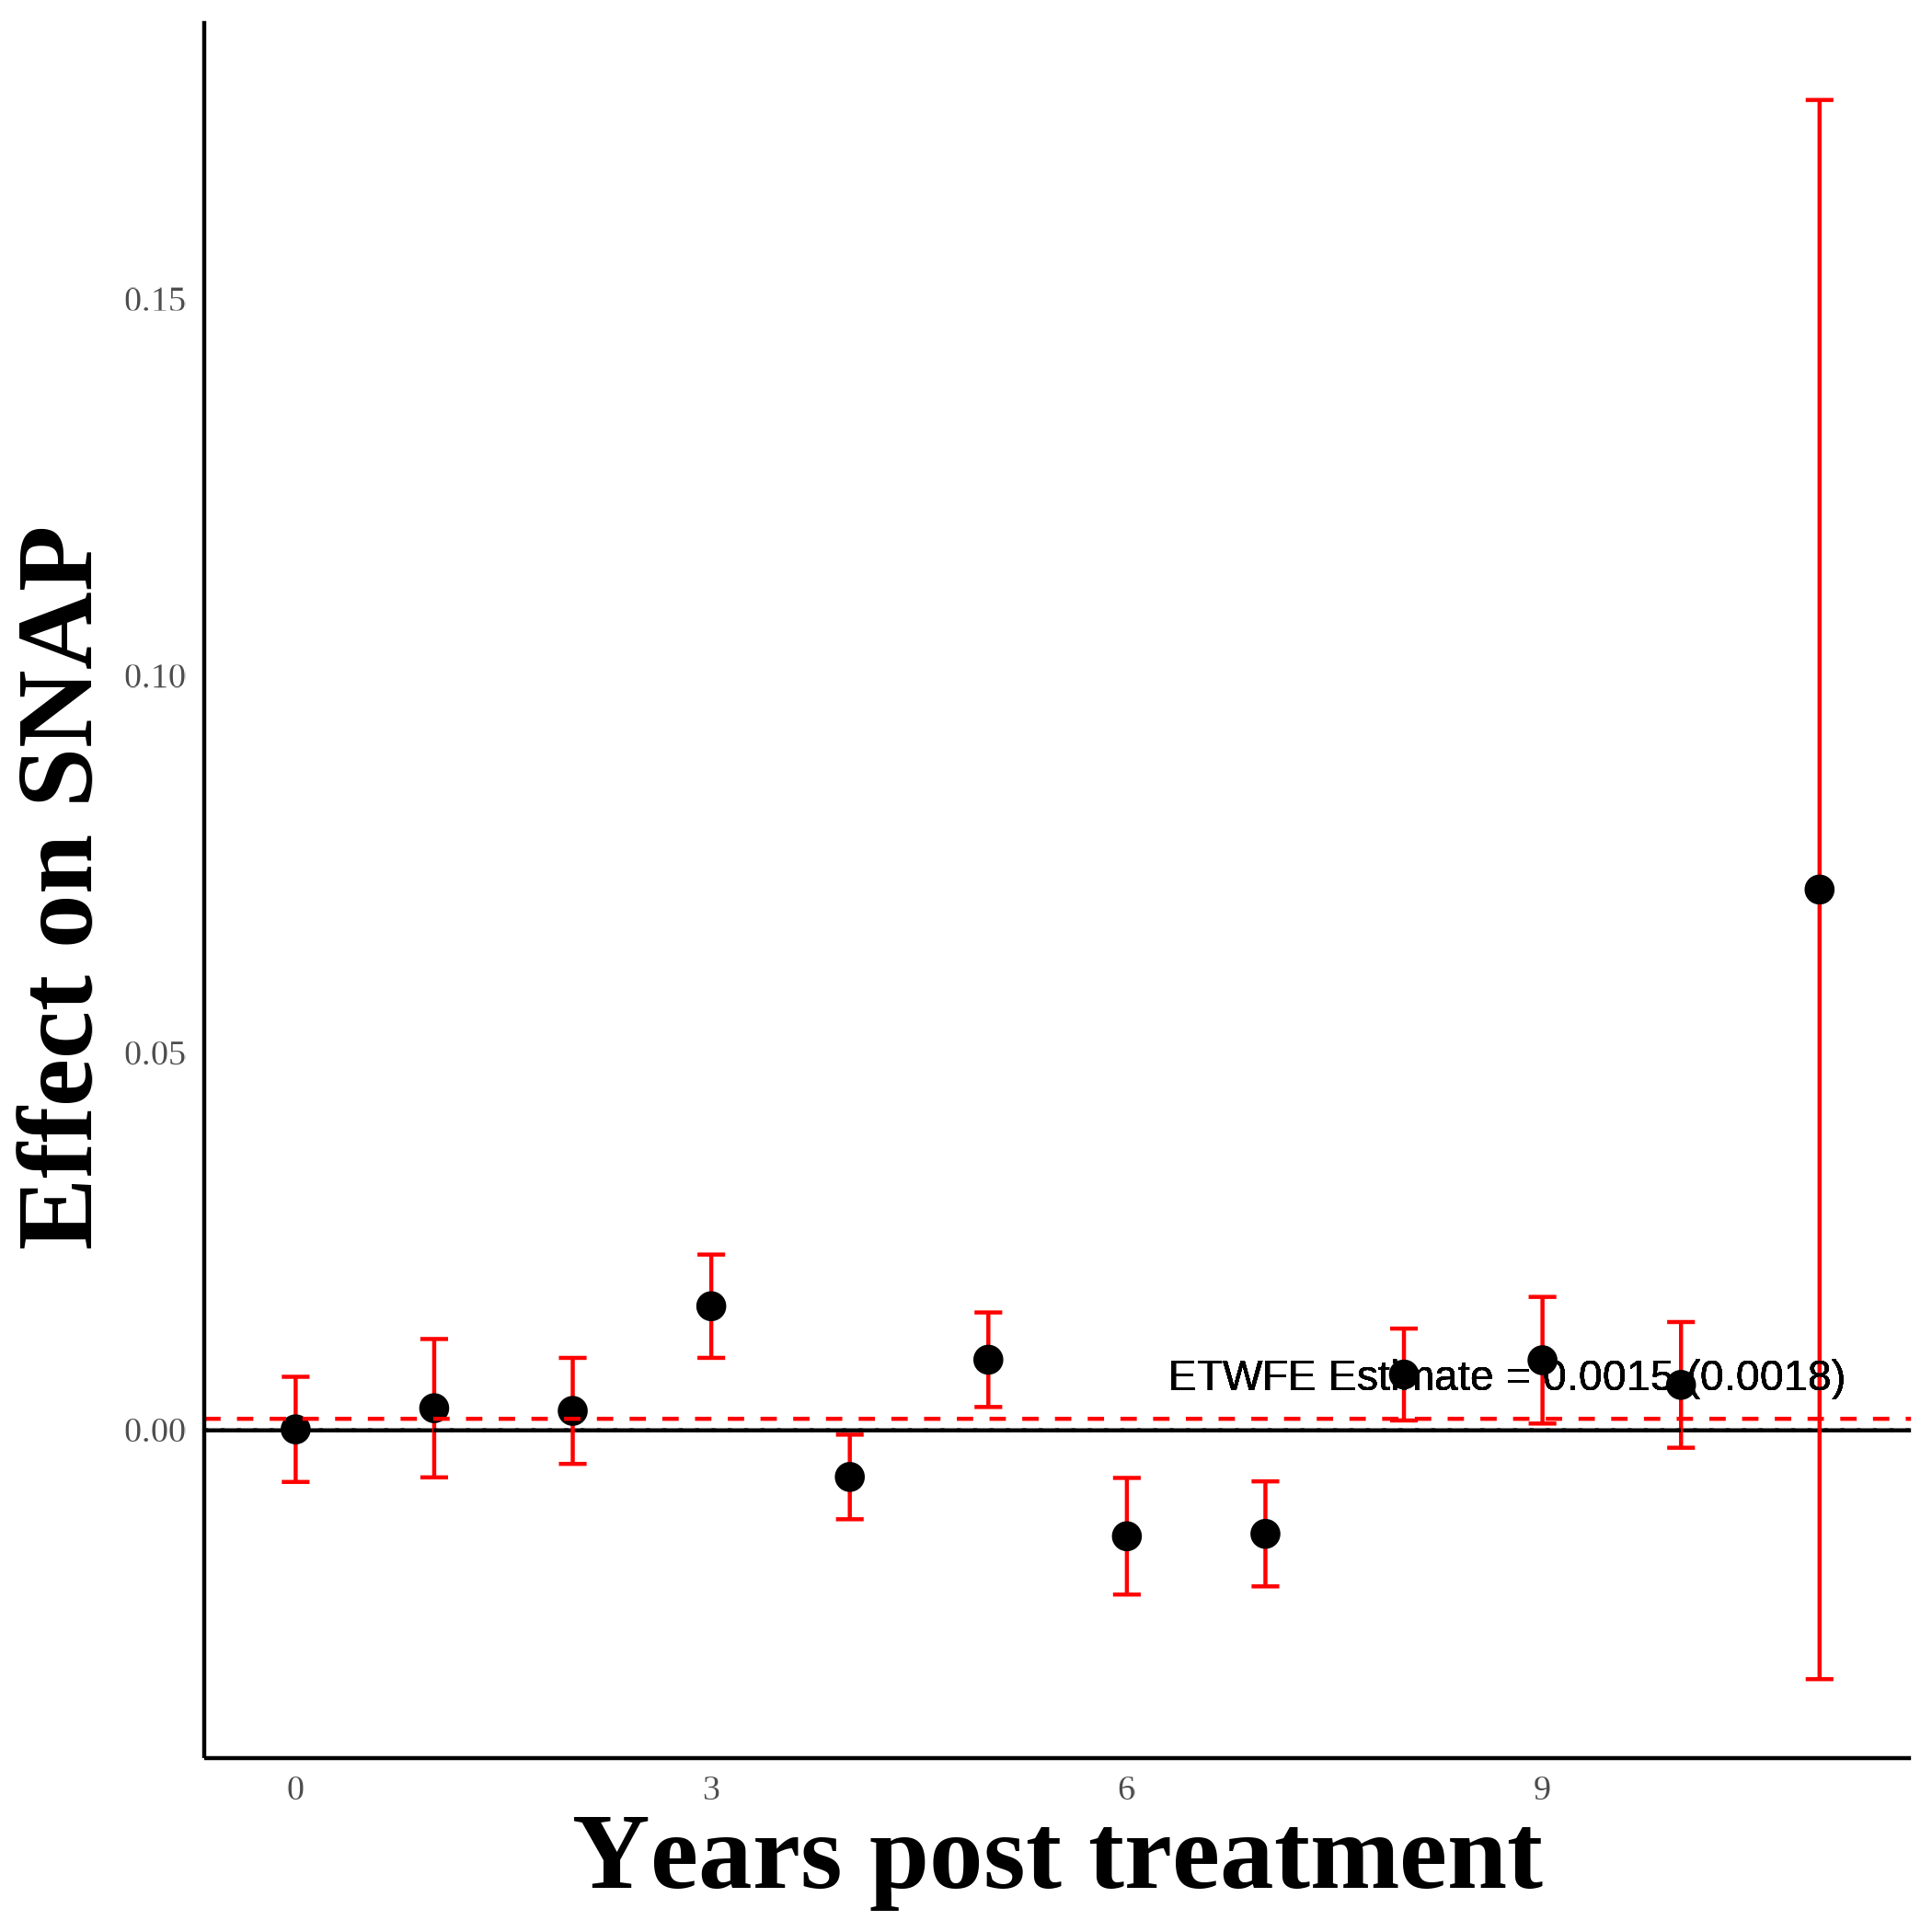 Effect on SNAP
0.15
0.10
0.05
0.00
ETWFE Estimate = 0.0015 (0.0018)
0 3 6 9
Years post treatment